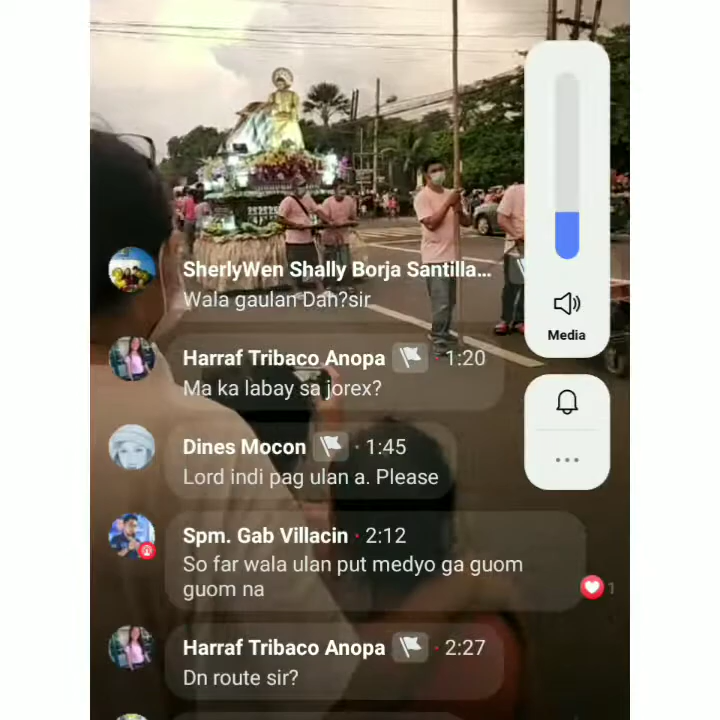 SherlyWen Shally Borja Santilla...
Wala gaulan Dah?sir
Harraf Tribaco Anopa · 1:20
Ma ka labay sa jorex?
Dines Mocon · 1:45
Lord indi pag ulan a. Please
Spm. Gab Villacin · 2:12
So far wala ulan put medyo ga guom
guom na
1
Harraf Tribaco Anopa · 2:27
Dn route sir?
Media